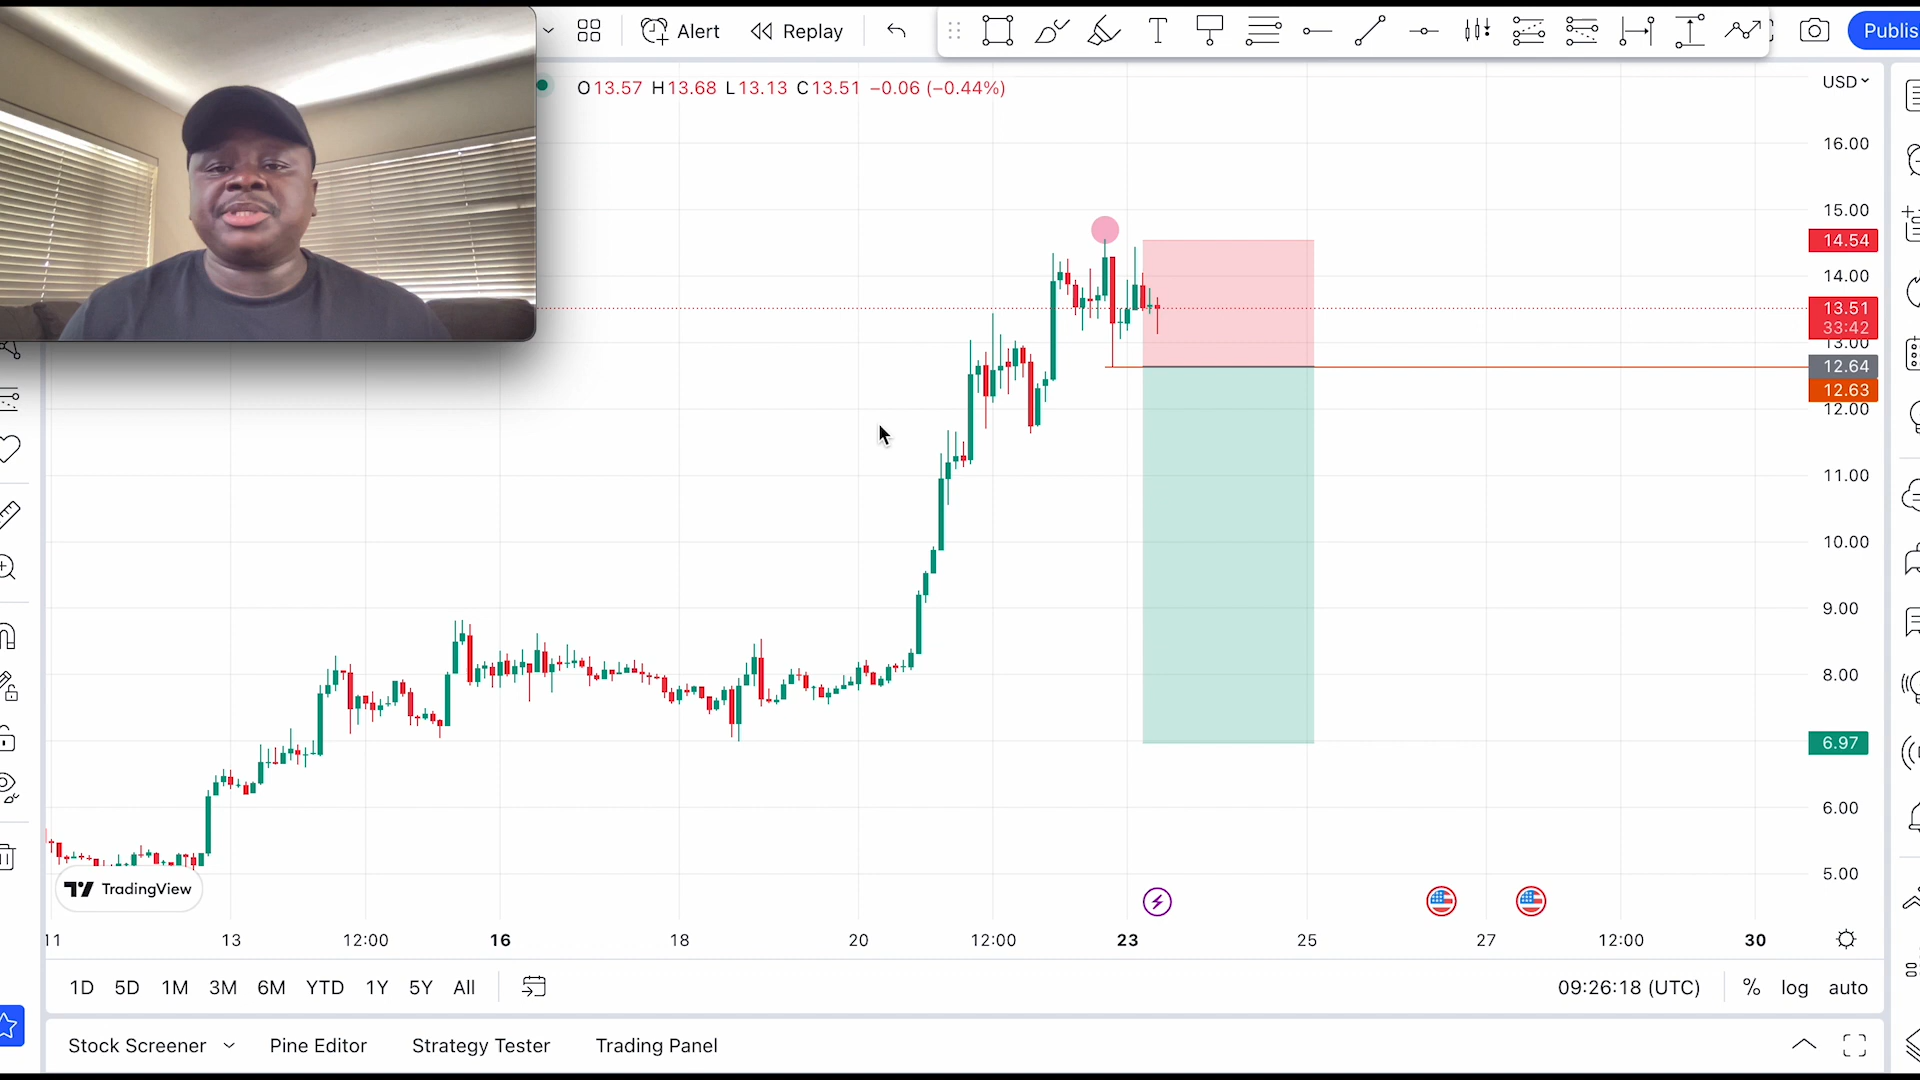 Alert
Replay
Publis
O13.57 H13.68 L13.13 C13.51 −0.06 (−0.44%)
USD
16.00
15.00
14.54
14.00
13.51
33:42
13.00
12.64
12.63
12.00
11.00
10.00
9.00
8.00
6.97
6.00
5.00
TradingView
11 13 12:00 16 18 20 12:00 23 25 27 12:00 30
1D 5D 1M 3M 6M YTD 1Y 5Y All
09:26:18 (UTC) % log auto
Stock Screener Pine Editor Strategy Tester Trading Panel